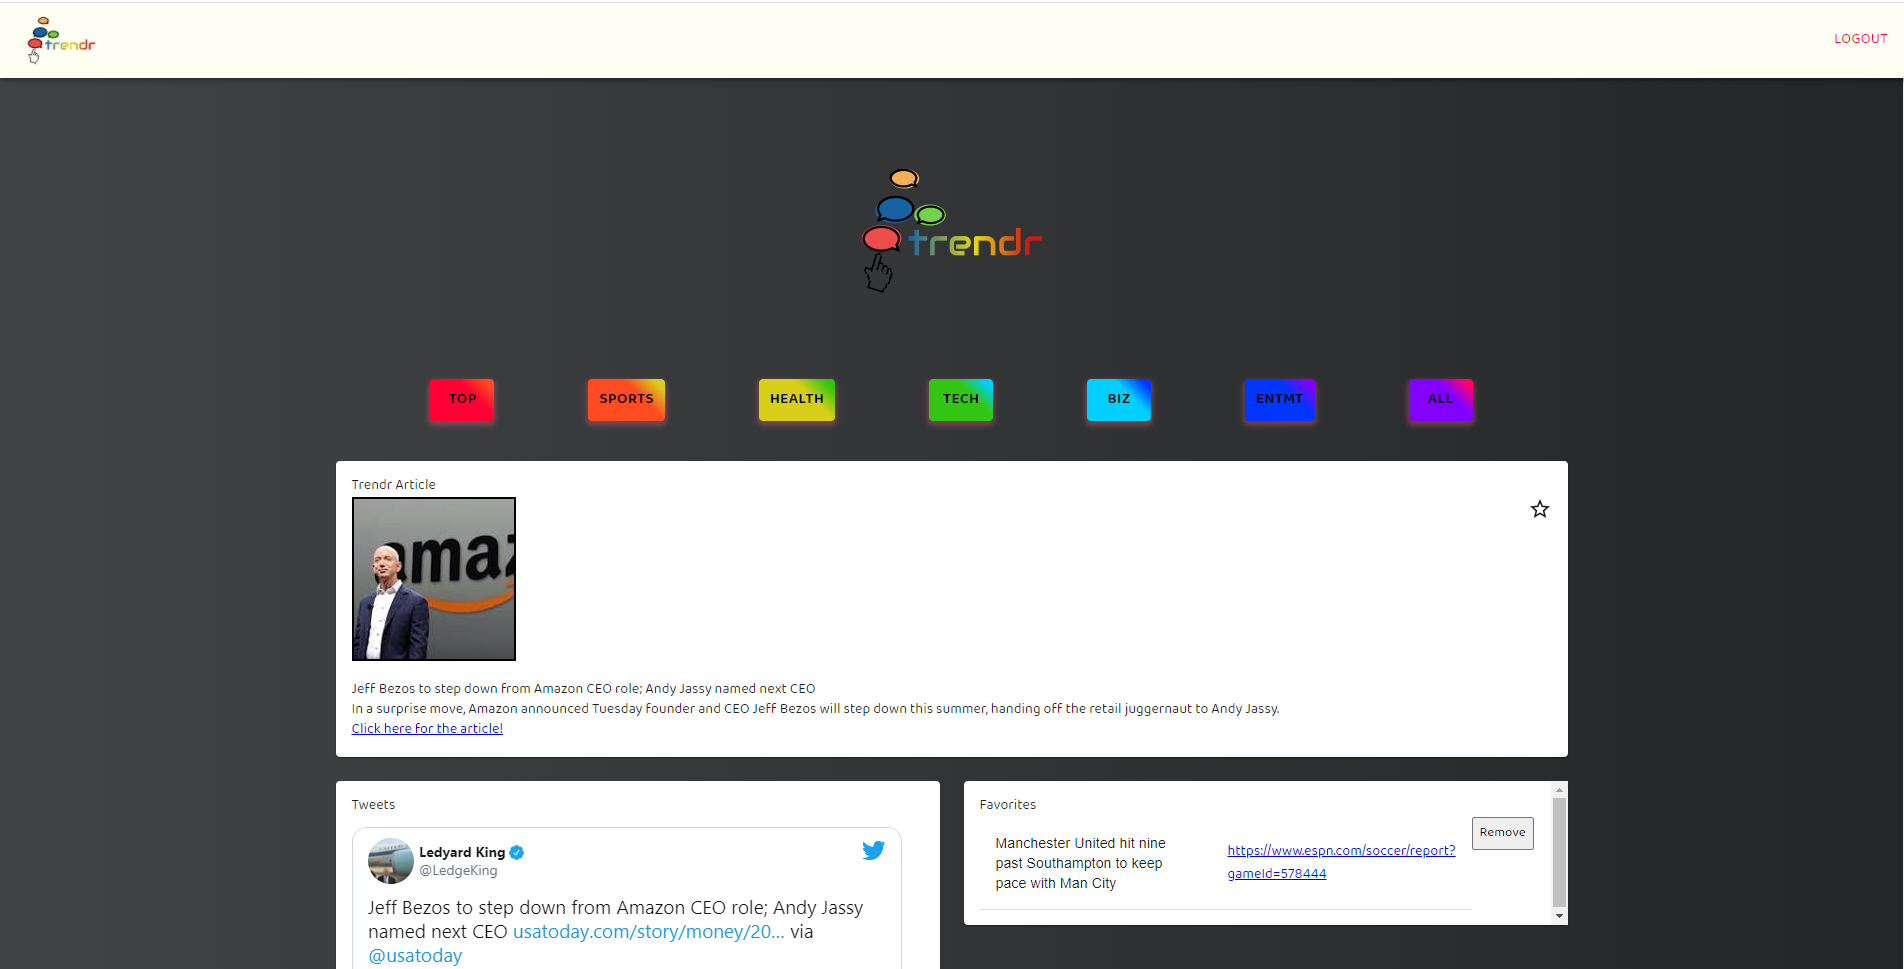 trendr
LOGOUT
trendr
TOP
SPORTS
HEALTH
TECH
BIZ
ENTMT
ALL
Trendr Article
amaz
Jeff Bezos to step down from Amazon CEO role; Andy Jassy named next CEO
In a surprise move, Amazon announced Tuesday founder and CEO Jeff Bezos will step down this summer, handing off the retail juggernaut to Andy Jassy.
Click here for the article!
Tweets
Ledyard King
@LedgeKing
Jeff Bezos to step down from Amazon CEO role; Andy Jassy
named next CEO usatoday.com/story/money/20... via
@usatoday
Favorites
Manchester United hit nine
past Southampton to keep
pace with Man City
https://www.espn.com/soccer/report?
gameId=578444
Remove